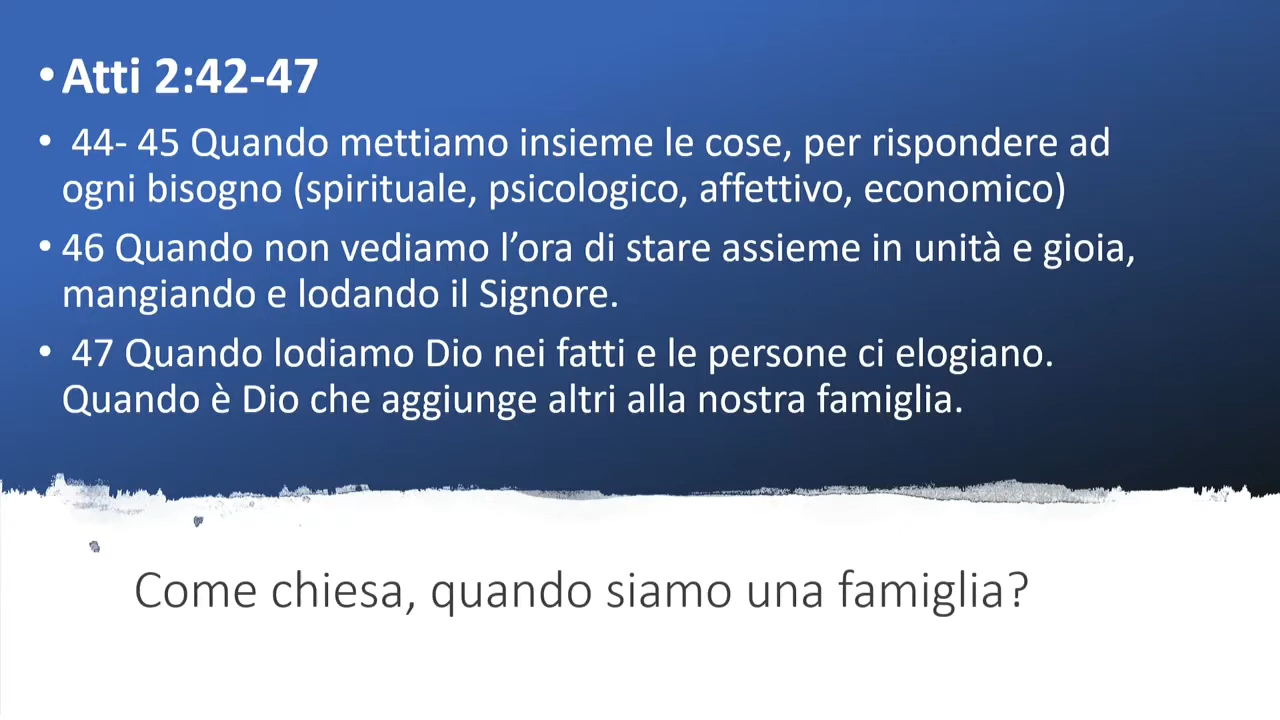 • Atti 2:42-47
• 44- 45 Quando mettiamo insieme le cose, per rispondere ad
ogni bisogno (spirituale, psicologico, affettivo, economico)
• 46 Quando non vediamo l’ora di stare assieme in unità e gioia,
mangiando e lodando il Signore.
• 47 Quando lodiamo Dio nei fatti e le persone ci elogiano.
Quando è Dio che aggiunge altri alla nostra famiglia.
Come chiesa, quando siamo una famiglia?